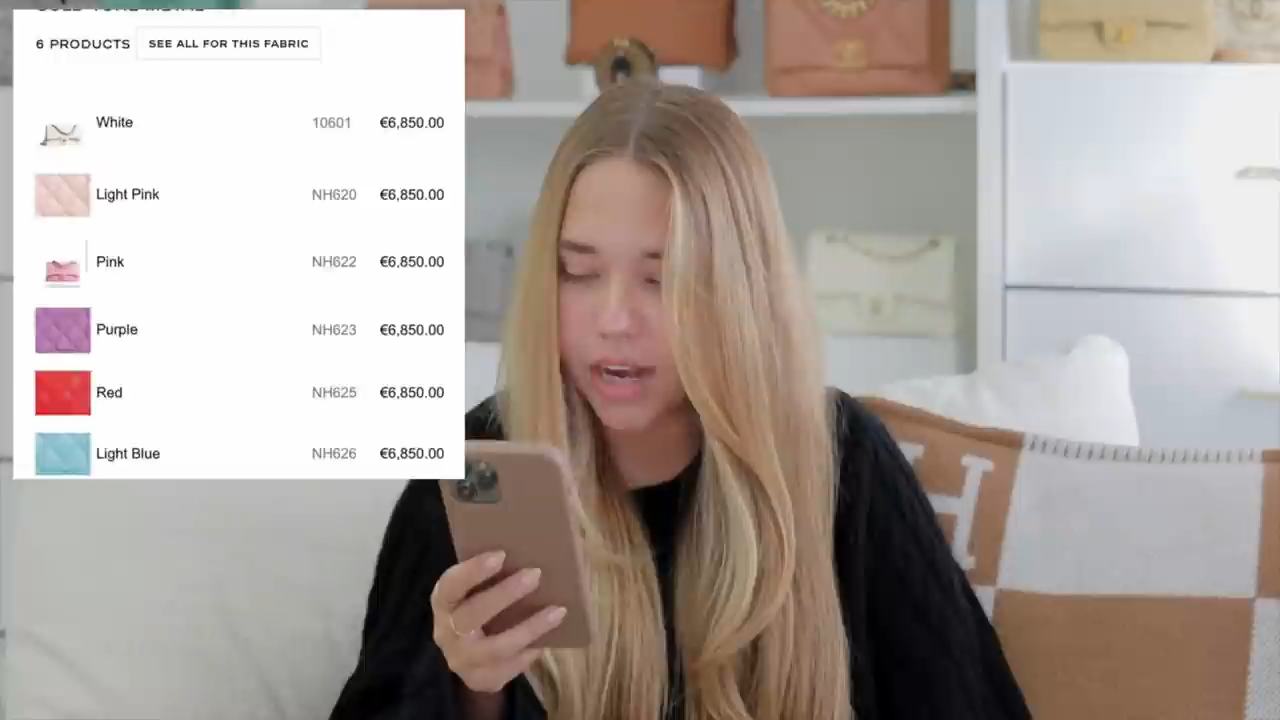 6 PRODUCTS SEE ALL FOR THIS FABRIC
White 10601 €6,850.00
Light Pink NH620 €6,850.00
Pink NH622 €6,850.00
Purple NH623 €6,850.00
Red NH625 €6,850.00
Light Blue NH626 €6,850.00
H